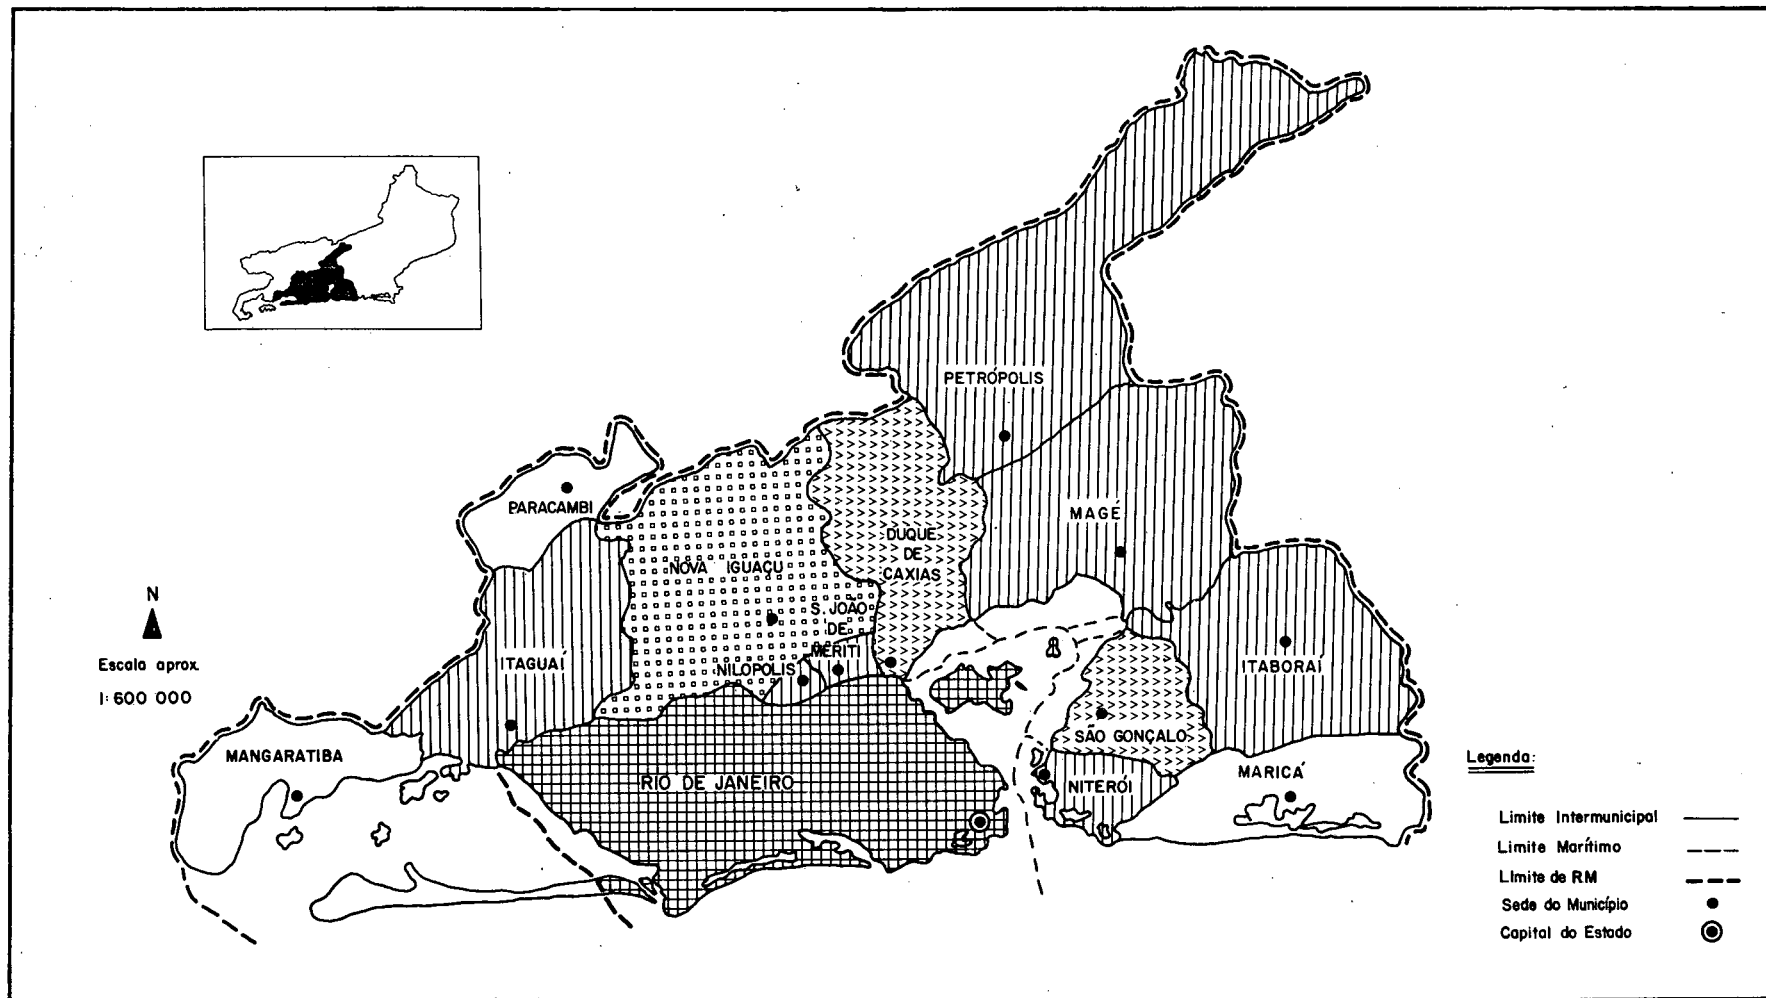 PETRÓPOLIS
PARACAMBI
MAGÉ
DUQUE
DE
CAXIAS
NOVA IGUAÇU
S. JOÃO
DE
MERITI
NILOPOLIS
ITAGUAÍ
ITABORAÍ
N
Escala aprox.
1:600 000
MANGARATIBA
RIO DE JANEIRO
SÃO GONÇALO
NITERÓI
MARICÁ
Legenda:
Limite Intermunicipal
Limite Marítimo
LImite de RM
Sede do Município
Capital do Estado